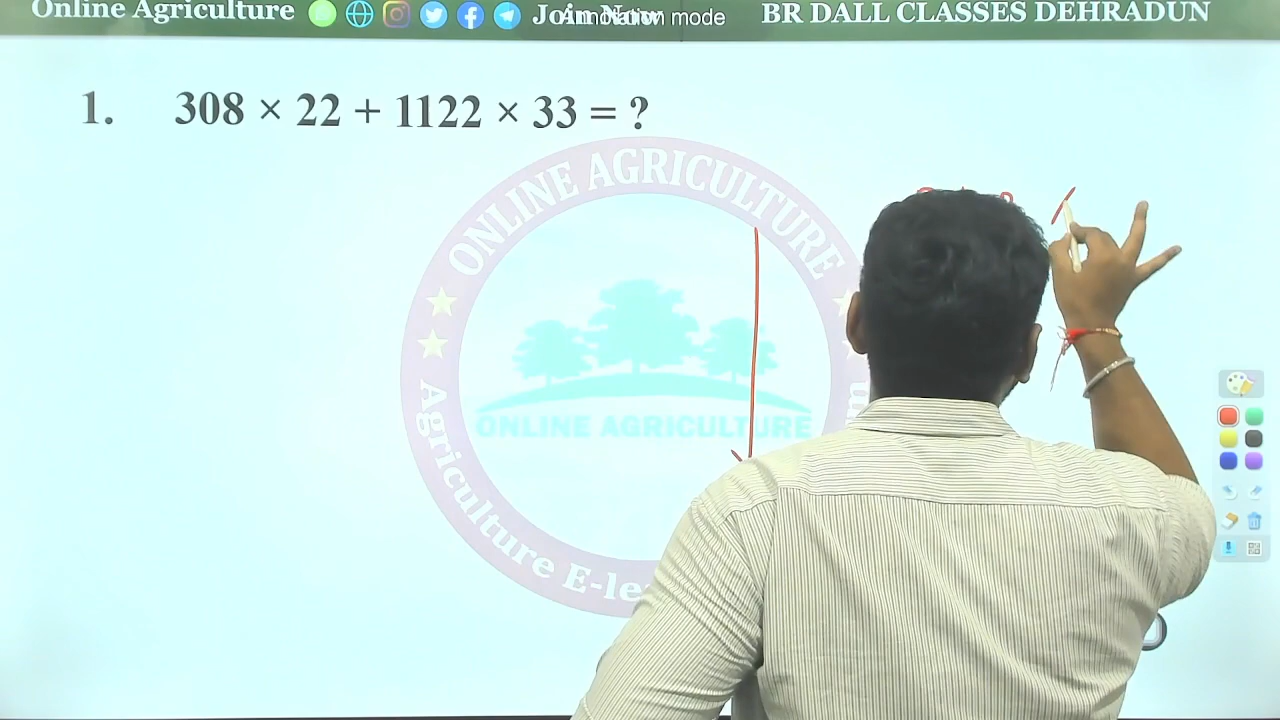 Online Agriculture Join Now Annotation mode BR DALL CLASSES DEHRADUN
1. 308 × 22 + 1122 × 33 = ?
ONLINE AGRICULTURE
ONLINE AGRICULTURE
Agriculture